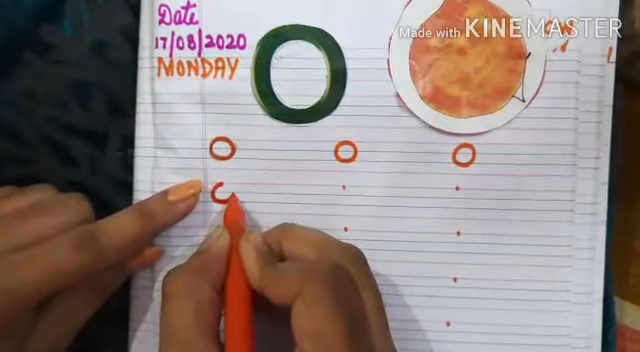 Date
17/08/2020
MONDAY
O
Made with KINEMASTER
O O O
C